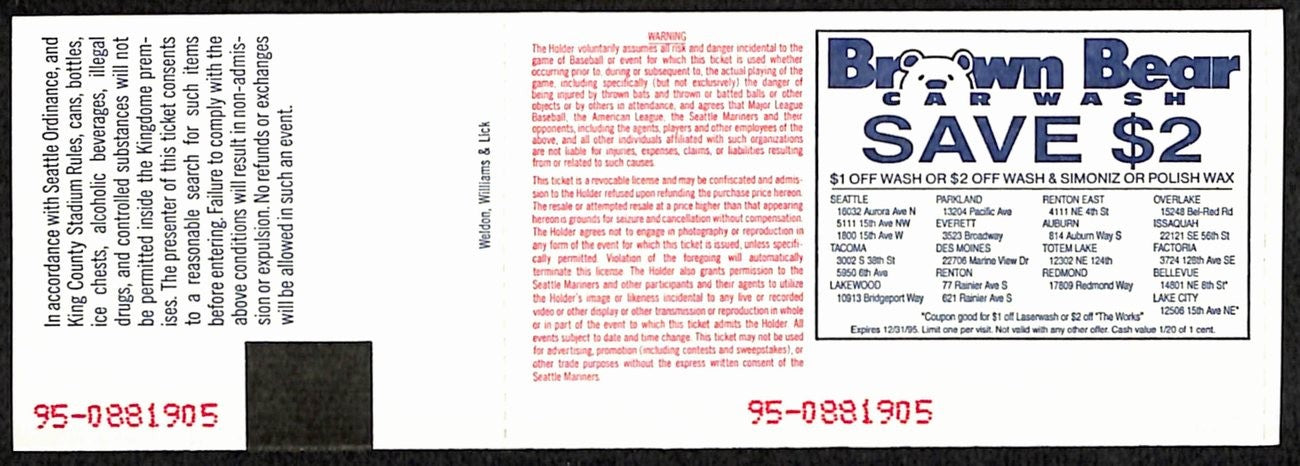 In accordance with Seattle Ordinance, and
King County Stadium Rules, cans, bottles,
ice chests, alcoholic beverages, illegal
drugs, and controlled substances will not
be permitted inside the Kingdome prem-
ises. The presenter of this ticket consents
to a reasonable search for such items
before entering. Failure to comply with the
above conditions will result in non-admis-
sion or expulsion. No refunds or exchanges
will be allowed in such an event.
95-0881905
Weldon, Williams & Lick
WARNING
The Holder voluntarily assumes all risk and danger incidental to the
game of Baseball or event for which this ticket is used whether
occurring prior to, during or subsequent to, the actual playing of the
game, including specifically (but not exclusively) the danger of
being injured by thrown bats and thrown or batted balls or other
objects or by others in attendance, and agrees that Major League
Baseball, the American League, the Seattle Mariners and their
opponents, including the agents, players and other employees of the
above, and all other individuals affiliated with such organizations
are not liable for injuries, expenses, claims, or liabilities resulting
from or related to such causes.
This ticket is a revocable license and may be confiscated and admis-
sion to the Holder refused upon refunding the purchase price hereon.
The resale or attempted resale at a price higher than that appearing
hereon is grounds for seizure and cancellation without compensation.
The Holder agrees not to engage in photography or reproduction in
any form of the event for which this ticket is issued, unless specifi-
cally permitted. Violation of the foregoing will automatically
terminate this license. The Holder also grants permission to the
Seattle Mariners and other participants and their agents to utilize
the Holder's image or likeness incidental to any live or recorded
video or other display or other transmission or reproduction in whole
or in part of the event to which this ticket admits the Holder. All
events subject to date and time change. This ticket may not be used
for advertising, promotion (including contests and sweepstakes), or
other trade purposes without the express written consent of the
Seattle Mariners.
Brown Bear
CAR WASH
SAVE $2
$1 OFF WASH OR $2 OFF WASH & SIMONIZ OR POLISH WAX
SEATTLE
16032 Aurora Ave N
5111 15th Ave NW
1800 15th Ave W
TACOMA
3002 S 38th St
5950 6th Ave
LAKEWOOD
10913 Bridgeport Way
PARKLAND
13204 Pacific Ave
EVERETT
3523 Broadway
DES MOINES
22706 Marine View Dr
RENTON
77 Rainier Ave S
621 Rainier Ave S
RENTON EAST
4111 NE 4th St
AUBURN
814 Auburn Way S
TOTEM LAKE
12302 NE 124th
REDMOND
17809 Redmond Way
OVERLAKE
15248 Bel-Red Rd
ISSAQUAH
22121 SE 56th St
FACTORIA
3724 128th Ave SE
BELLEVUE
14801 NE 8th St*
LAKE CITY
12506 15th Ave NE*
*Coupon good for $1 off Laserwash or $2 off "The Works"
Expires 12/31/95. Limit one per visit. Not valid with any other offer. Cash value 1/20 of 1 cent.
95-0881905